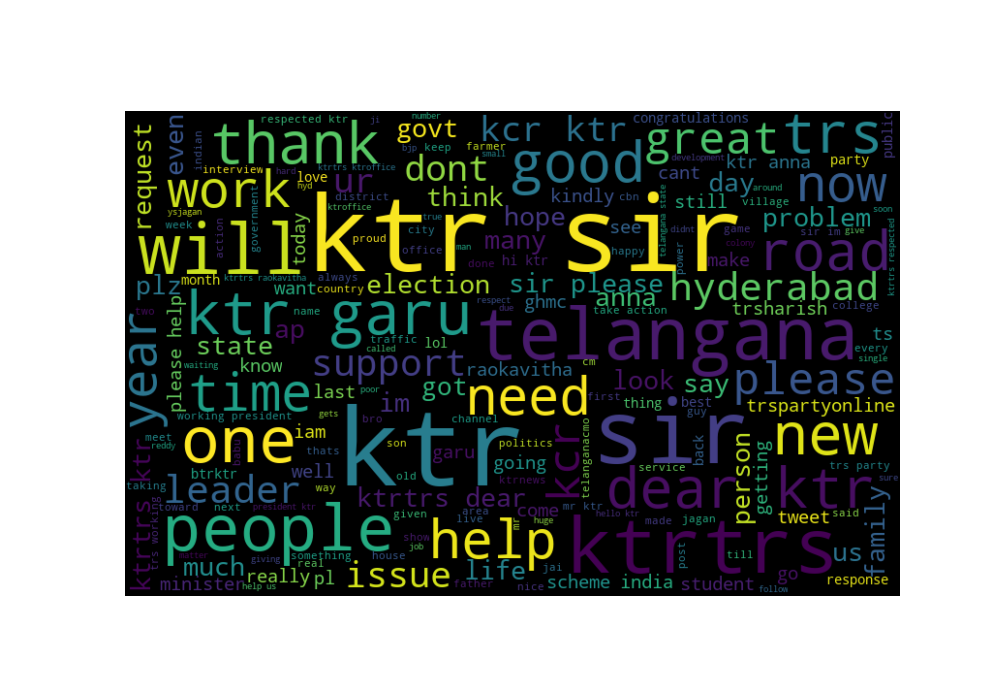 respected ktr
ji
number
congratulations
thank
govt
kcr ktr
great
trs
public
request
even
indian
bjp
keep
farmer
small
development
ktr anna
party
interview
hard
ktrtrs ktroffice
dont
good
cant
now
work
love
hyd
ur
think
kindly
cbn
day
around
ysjagan
district
ktroffice
hope
see
still
village
soon
week
action
government
today
will
ktr sir
proud
true
city
many
office
man
happy
telangana state
power
didnt
game
problem
give
done
hi ktr
make
colony
sir im
road
ktrtrs respected
always
plz
month
ktrtrs raokavitha
want
country
election
sir please
respect
due
ghmc
anna
hyderabad
take action
college
trsharish
two
please help
name
ktr garu
ap
traffic
lol
called
telangana
ts
every
single
year
state
know
support
raokavitha
cm
waiting
time
last
poor
got
need
first
look
say
please
thing
best
guy
trspartyonline
working president
gets
im
bro
channel
one
iam
son
ktr
politics
sir
new
meet
reddy
babu
thats
garu
going
telanganacmo
kcr
back
person
getting
btrktr
well
old
service
trs party
sure
taking
leader
way
ktrnews
ktrtrs dear
come
mr ktr
dear ktr
tweet
said
family
toward
next
president ktr
given
area
live
hello ktr
made
jagan
ktrtrs ktr
trs working
people
show
job
help
mr
huge
ktrtrs
post
till
us
matter
something
house
much
giving
real
jai
minister
really
pl
help us
issue
father
life
nice
scheme
india
student
go
follow
response